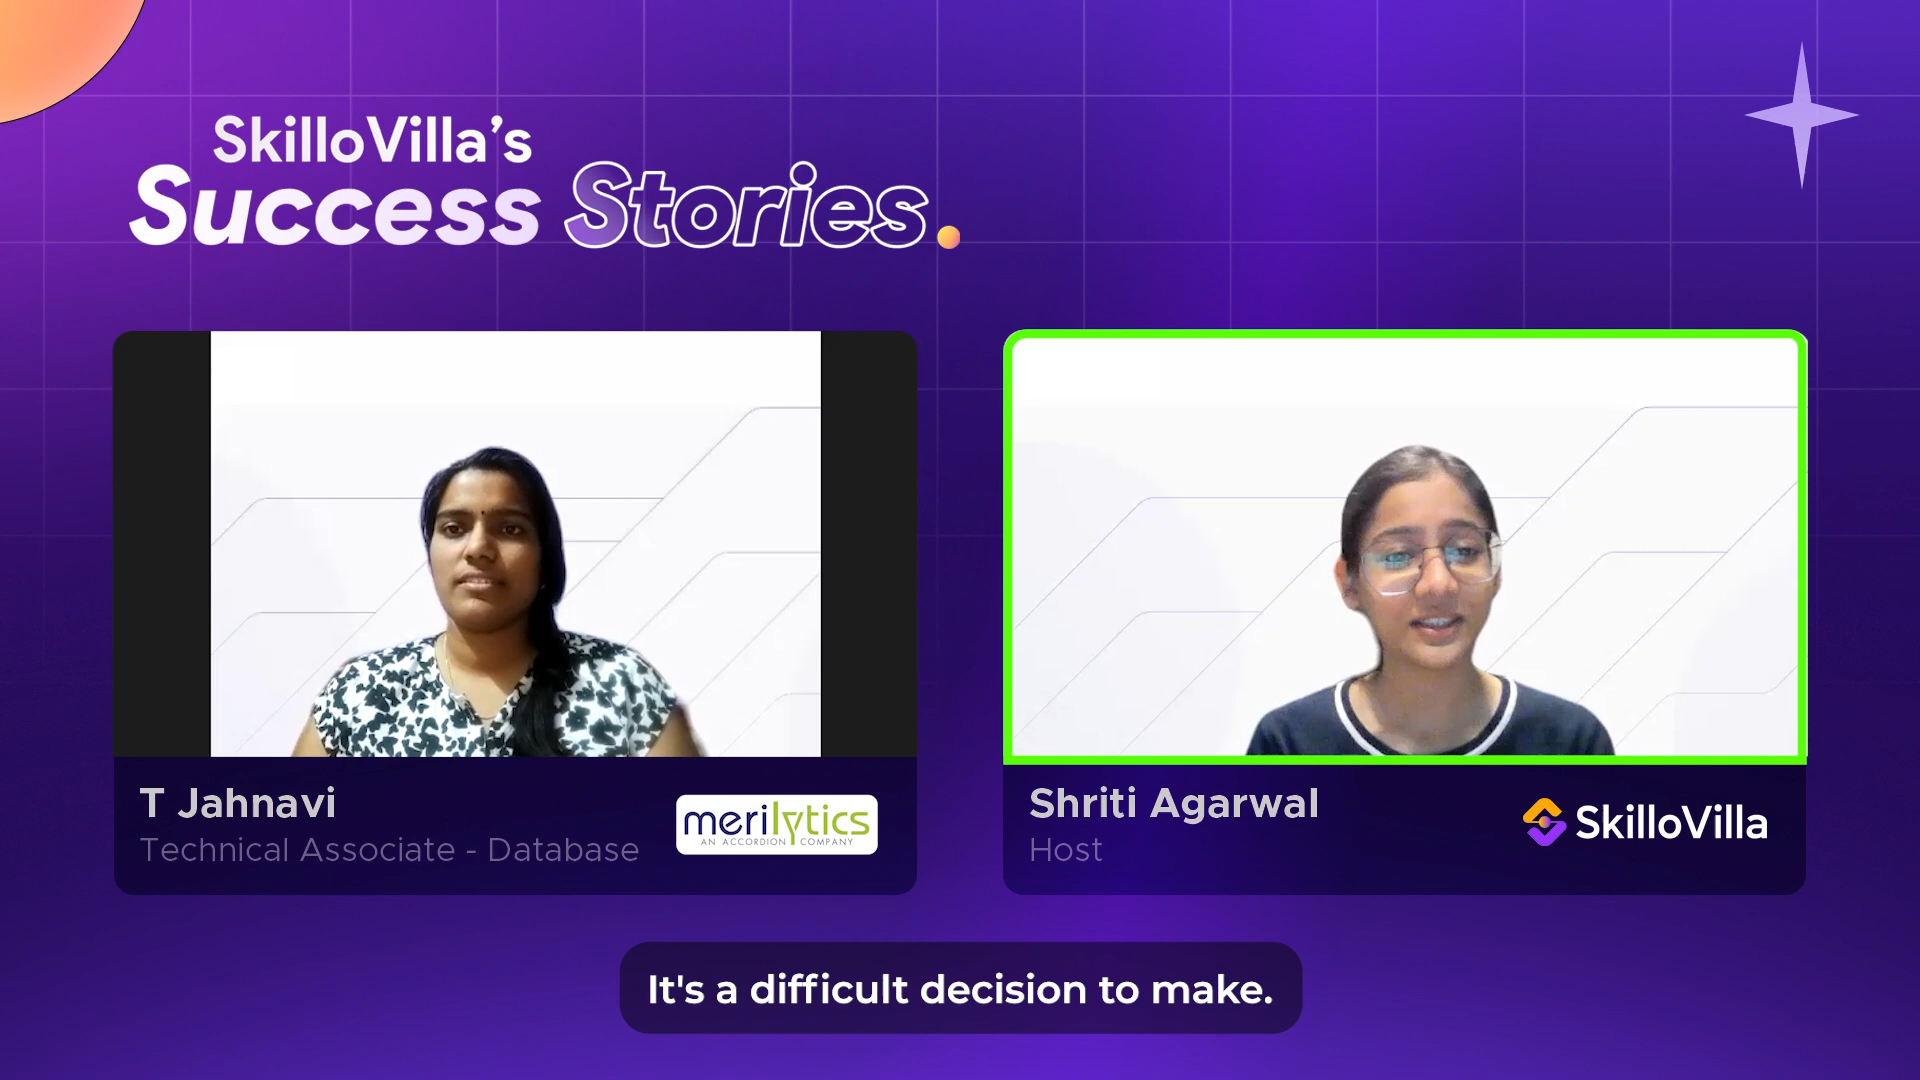 SkilloVilla's
Success Stories.
T Jahnavi
Technical Associate - Database
merilytics
AN ACCORDION COMPANY
Shriti Agarwal
Host
SkilloVilla
It's a difficult decision to make.